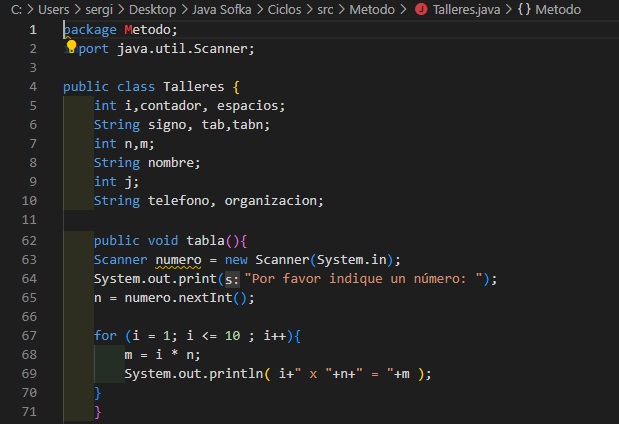 C: > Users > sergi > Desktop > Java Sofka > Ciclos > src > Metodo > J Talleres.java > {} Metodo
1 package Metodo;
2 port java.util.Scanner;
3
4 public class Talleres {
5 int i,contador, espacios;
6 String signo, tab,tabn;
7 int n,m;
8 String nombre;
9 int j;
10 String telefono, organizacion;
11
62 public void tabla(){
63 Scanner numero = new Scanner(System.in);
64 System.out.print(s: "Por favor indique un número: ");
65 n = numero.nextInt();
66
67 for (i = 1; i <= 10 ; i++){
68 m = i * n;
69 System.out.println( i+" x "+n+" = "+m );
70 }
71 }